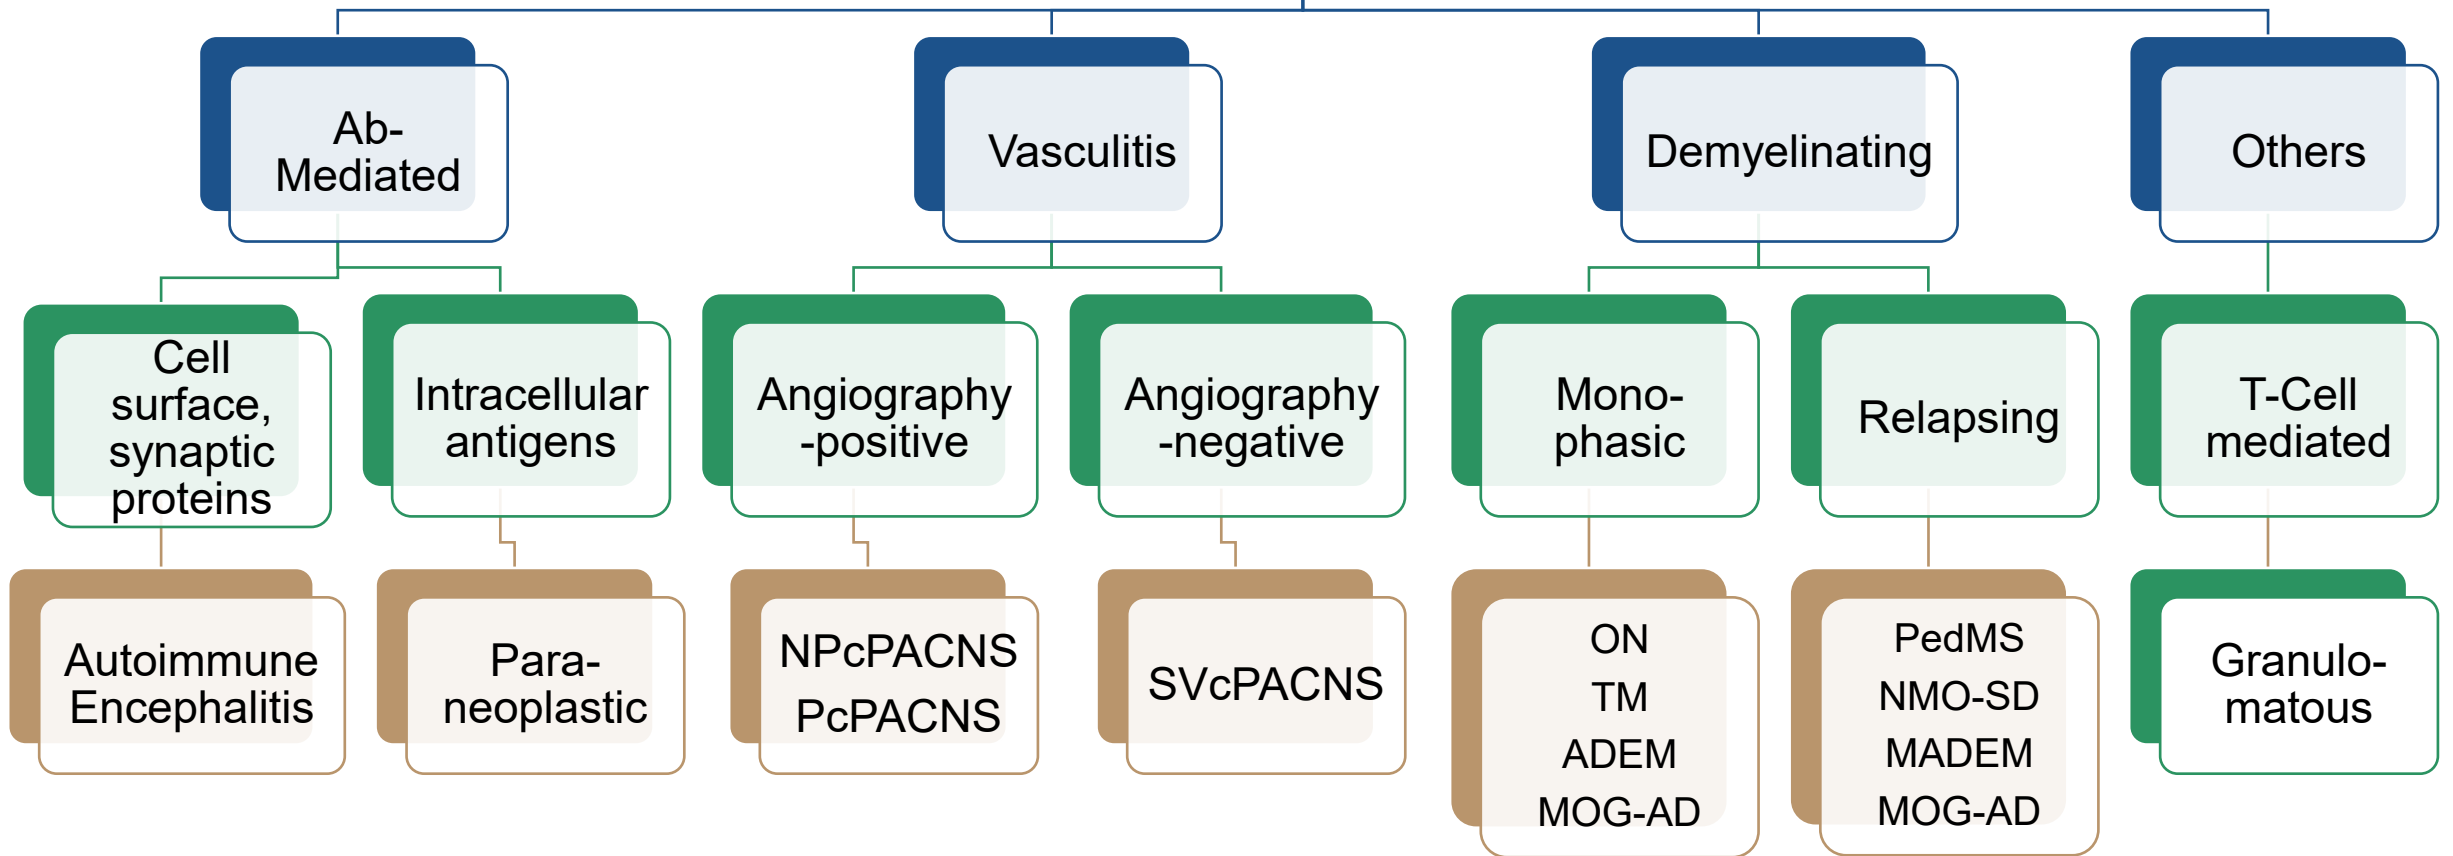 Ab-
Mediated
Vasculitis
Demyelinating
Others
Cell
surface,
synaptic
proteins
Intracellular
antigens
Angiography
-positive
Angiography
-negative
Mono-
phasic
Relapsing
T-Cell
mediated
Autoimmune
Encephalitis
Para-
neoplastic
NPcPACNS
PcPACNS
SVcPACNS
ON
TM
ADEM
MOG-AD
PedMS
NMO-SD
MADEM
MOG-AD
Granulo-
matous